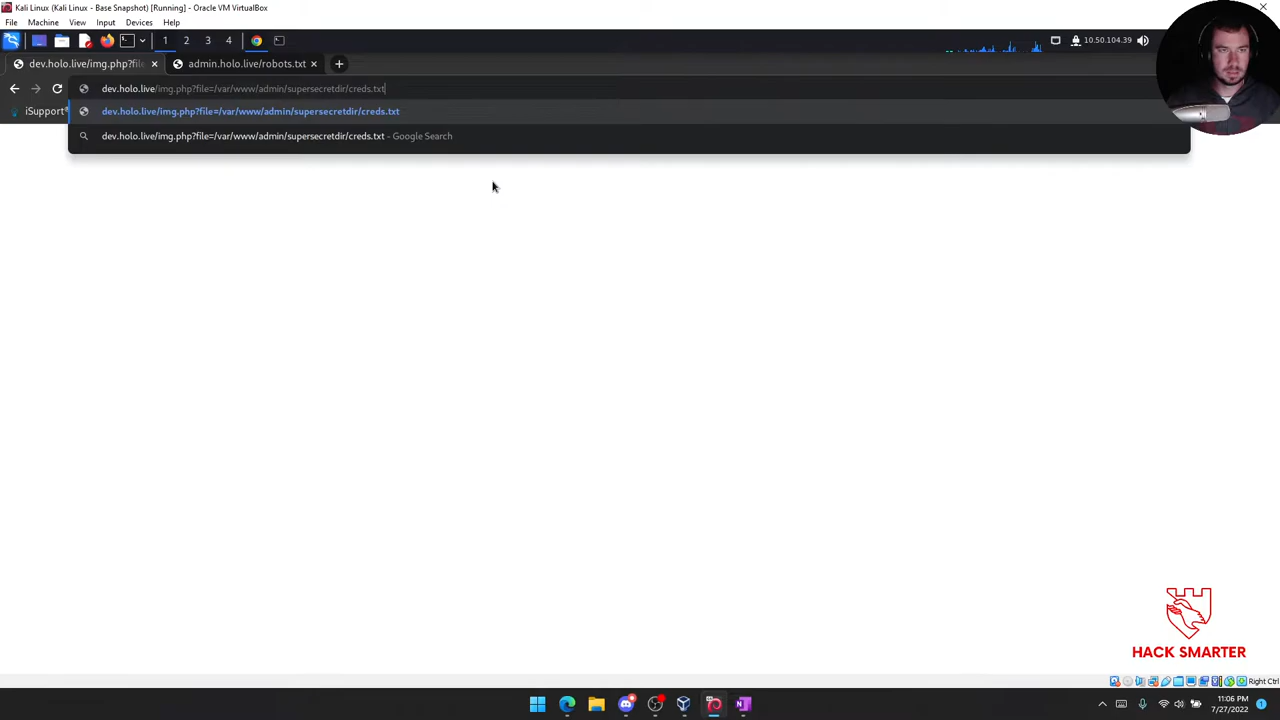 Kali Linux (Kali Linux - Base Snapshot) [Running] - Oracle VM VirtualBox
File Machine View Input Devices Help
1 2 3 4 10.50.104.39
dev.holo.live/img.php?fil admin.holo.live/robots.txt
dev.holo.live/img.php?file=/var/www/admin/supersecretdir/creds.txt
iSupport dev.holo.live/img.php?file=/var/www/admin/supersecretdir/creds.txt
dev.holo.live/img.php?file=/var/www/admin/supersecretdir/creds.txt - Google Search
HACK SMARTER
Right Ctrl
11:06 PM
7/27/2022